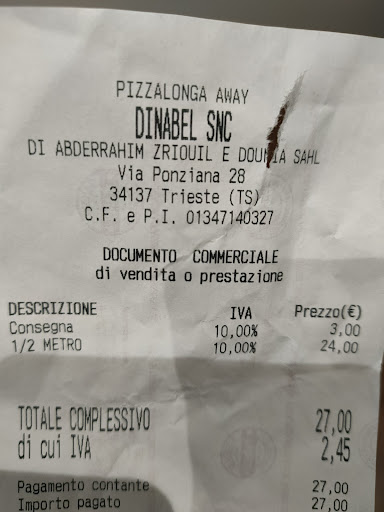 PIZZALONGA AWAY
DINABEL SNC
DI ABDERRAHIM ZRIOUIL E DOUNIA SAHL
Via Ponziana 28
34137 Trieste (TS)
C.F. e P.I. 01347140327
DOCUMENTO COMMERCIALE
di vendita o prestazione
DESCRIZIONE IVA Prezzo(€)
Consegna 10,00% 3,00
1/2 METRO 10,00% 24,00
TOTALE COMPLESSIVO 27,00
di cui IVA 2,45
Pagamento contante 27,00
Importo pagato 27,00